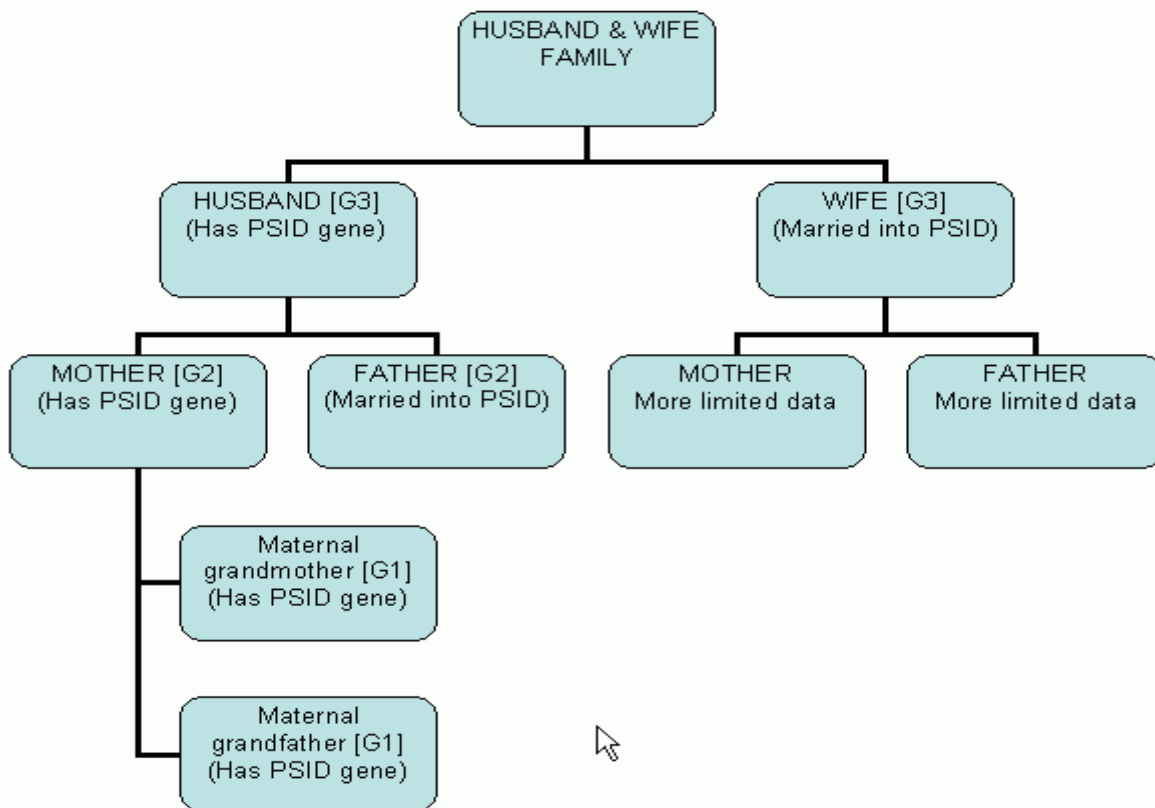 HUSBAND & WIFE
FAMILY
HUSBAND [G3]
(Has PSID gene)
WIFE [G3]
(Married into PSID)
MOTHER [G2]
(Has PSID gene)
FATHER [G2]
(Married into PSID)
MOTHER
More limited data
FATHER
More limited data
Maternal
grandmother [G1]
(Has PSID gene)
Maternal
grandfather [G1]
(Has PSID gene)